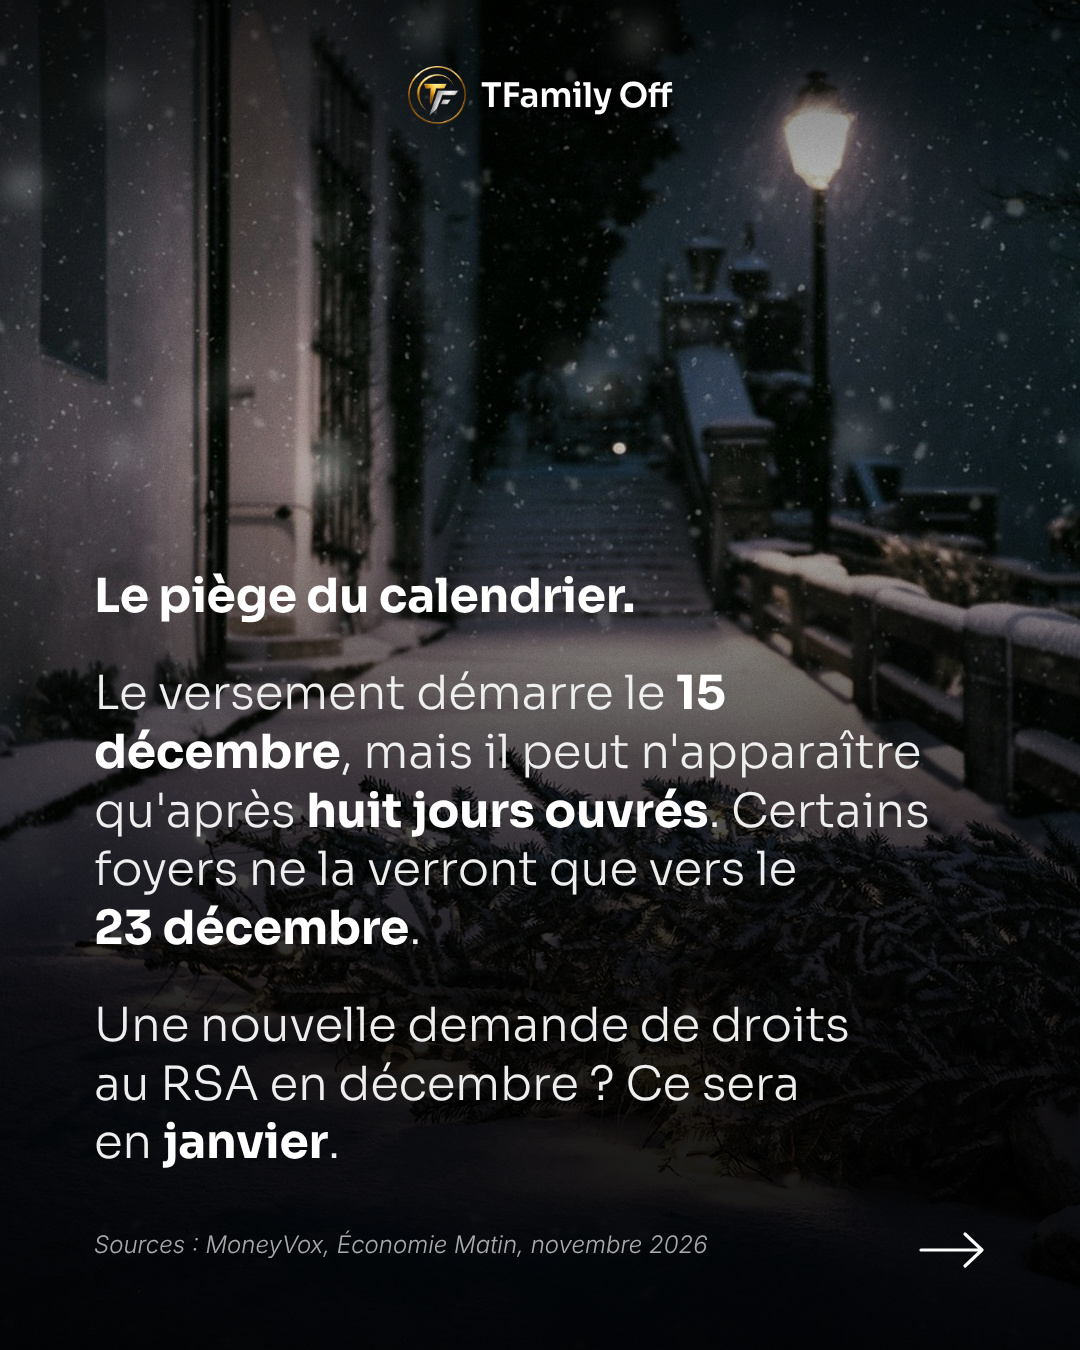 TFamily Off
Le piège du calendrier.
Le versement démarre le 15
décembre, mais il peut n'apparaître
qu'après huit jours ouvrés. Certains
foyers ne la verront que vers le
23 décembre.
Une nouvelle demande de droits
au RSA en décembre ? Ce sera
en janvier.
Sources : MoneyVox, Économie Matin, novembre 2026